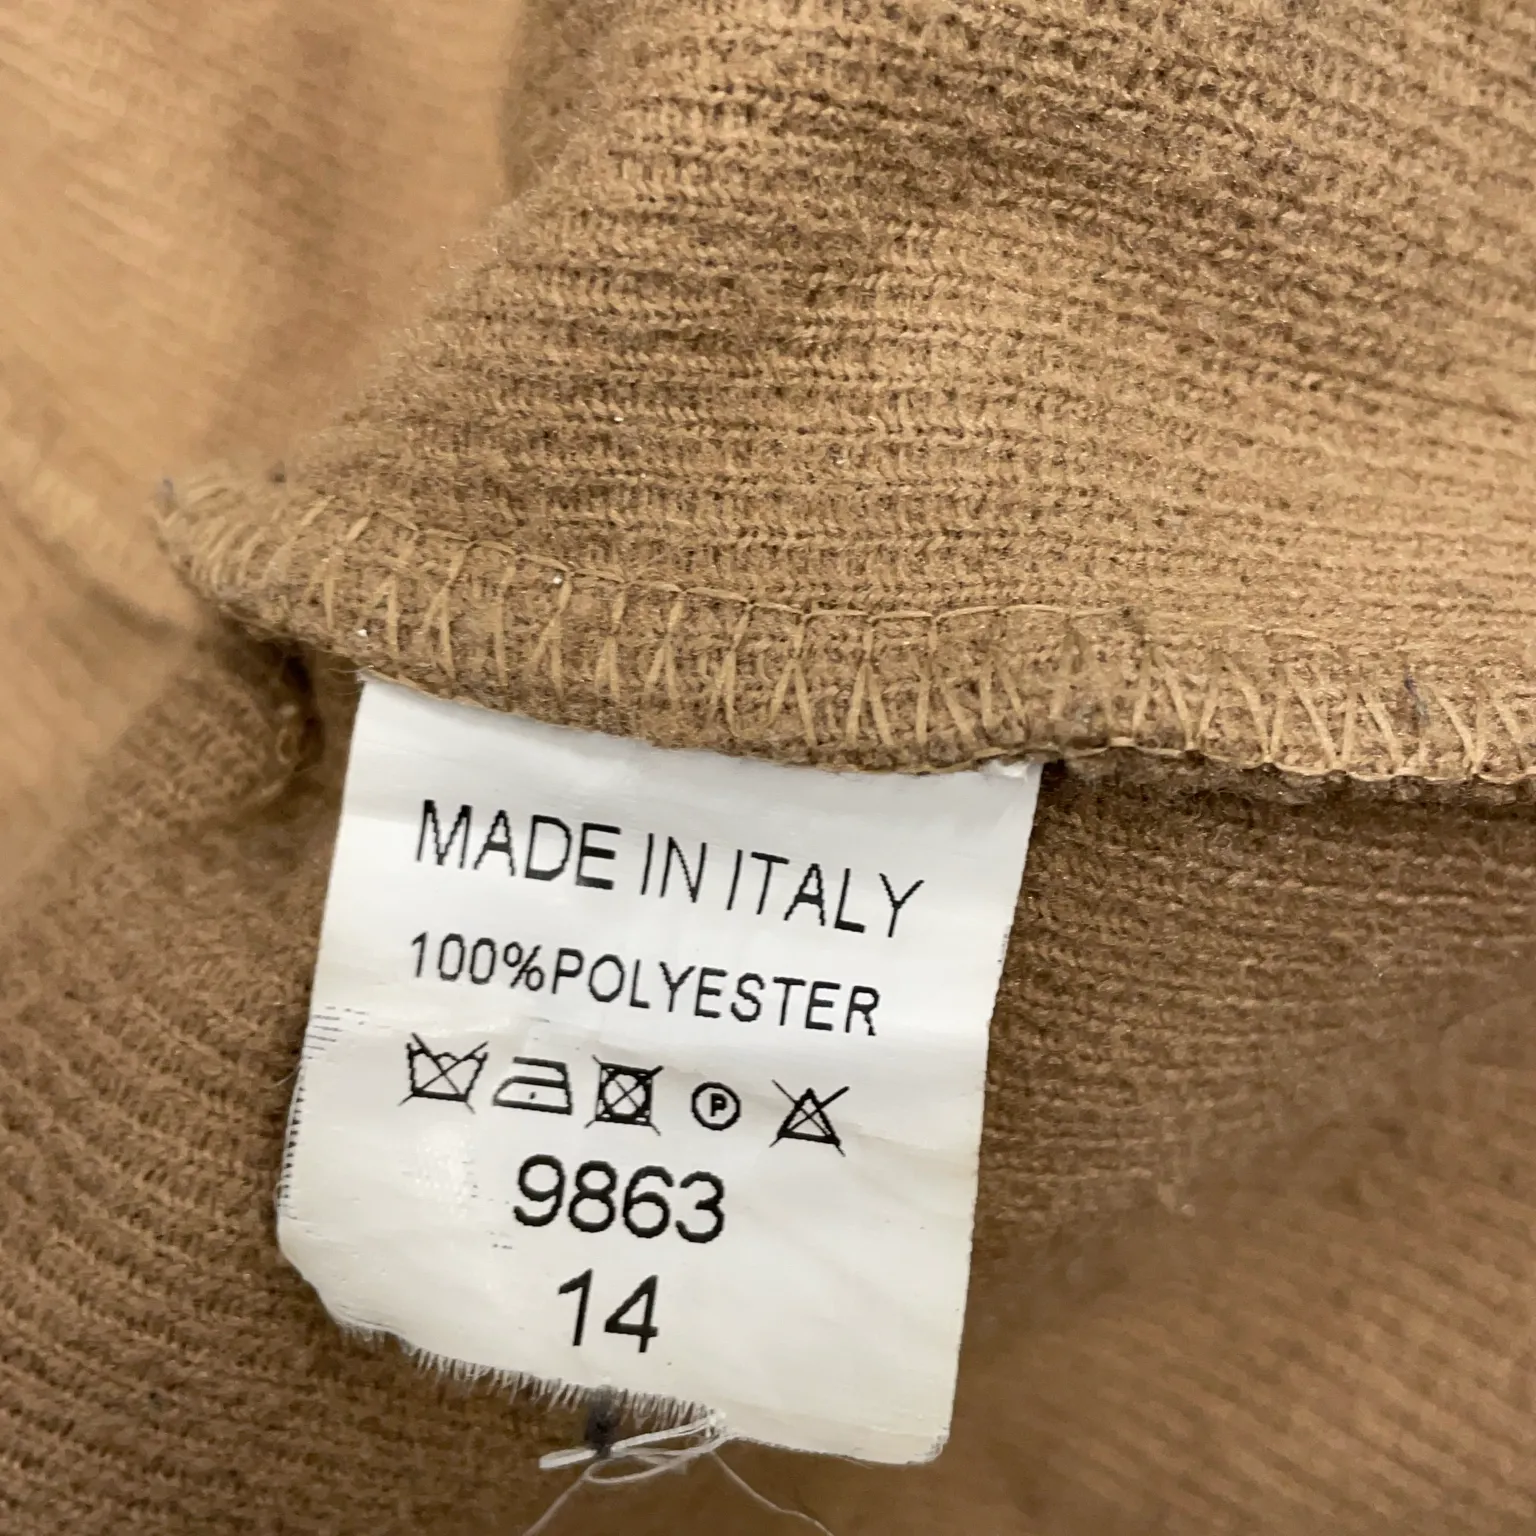 MADE IN ITALY
100%POLYESTER
P
9863
14